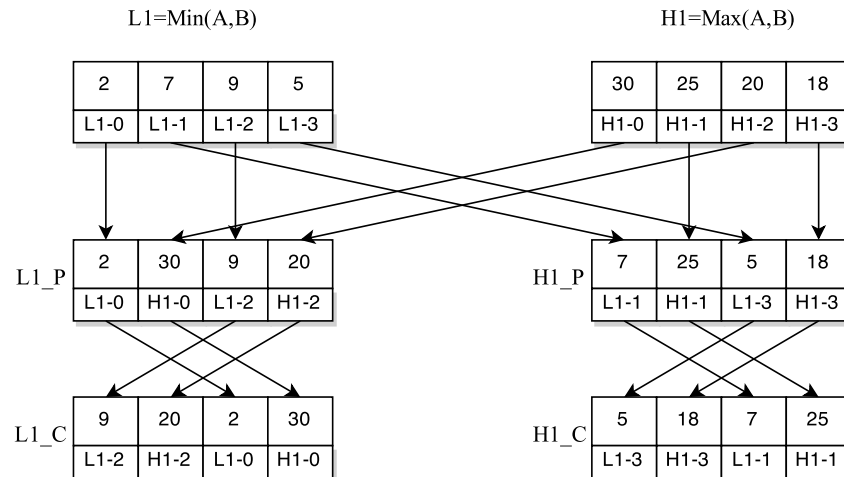 L1=Min(A,B) H1=Max(A,B)
2 7 9 5 30 25 20 18
L1-0 L1-1 L1-2 L1-3 H1-0 H1-1 H1-2 H1-3
L1_P 2 30 9 20 H1_P 7 25 5 18
L1-0 H1-0 L1-2 H1-2 L1-1 H1-1 L1-3 H1-3
L1_C 9 20 2 30 H1_C 5 18 7 25
L1-2 H1-2 L1-0 H1-0 L1-3 H1-3 L1-1 H1-1